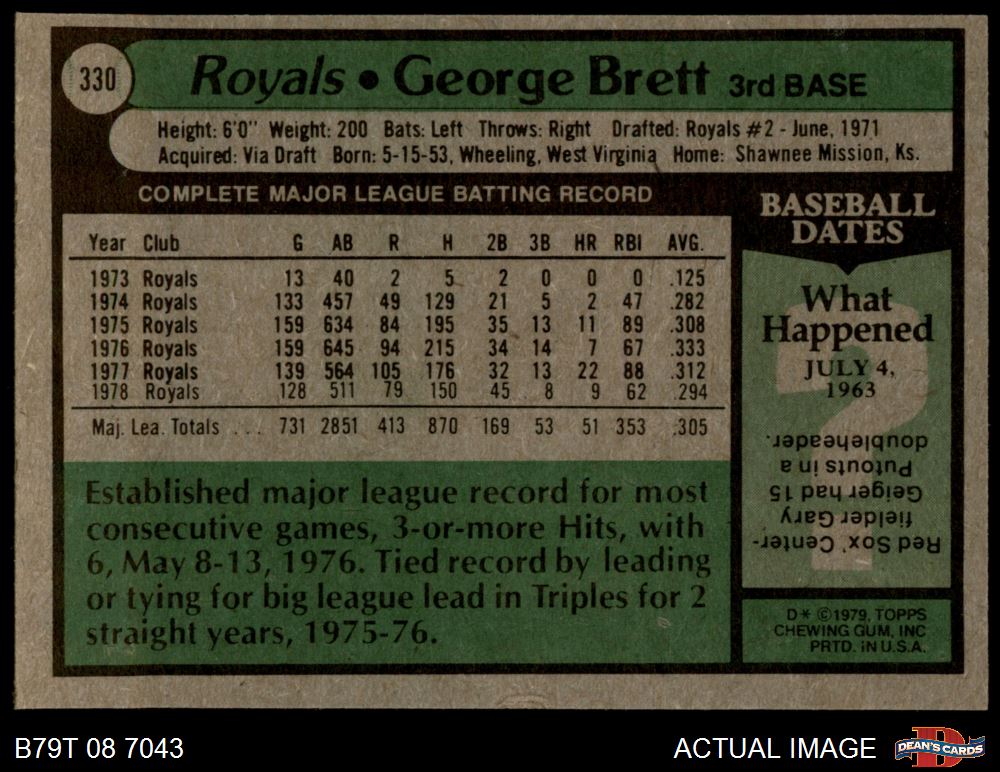 330
Royals • George Brett 3rd BASE
Height: 6'0" Weight: 200 Bats: Left Throws: Right Drafted: Royals #2 - June, 1971
Acquired: Via Draft Born: 5-15-53, Wheeling, West Virginia Home: Shawnee Mission, Ks.
COMPLETE MAJOR LEAGUE BATTING RECORD
Year Club G AB R H 2B 3B HR RBI AVG.
1973 Royals 13 40 2 5 2 0 0 0 .125
1974 Royals 133 457 49 129 21 5 2 47 .282
1975 Royals 159 634 84 195 35 13 11 89 .308
1976 Royals 159 645 94 215 34 14 7 67 .333
1977 Royals 139 564 105 176 32 13 22 88 .312
1978 Royals 128 511 79 150 45 8 9 62 .294
Maj. Lea. Totals . . . 731 2851 413 870 169 53 51 353 .305
Established major league record for most
consecutive games, 3-or-more Hits, with
6, May 8-13, 1976. Tied record by leading
or tying for big league lead in Triples for 2
straight years, 1975-76.
BASEBALL
DATES
What
Happened
JULY 4,
1963
Red Sox' Center-
fielder Gary
Geiger had 15
Putouts in a
doubleheader.
D* ©1979, TOPPS
CHEWING GUM, INC
PRTD. IN U.S.A.
B79T 08 7043
ACTUAL IMAGE
DEAN'S CARDS